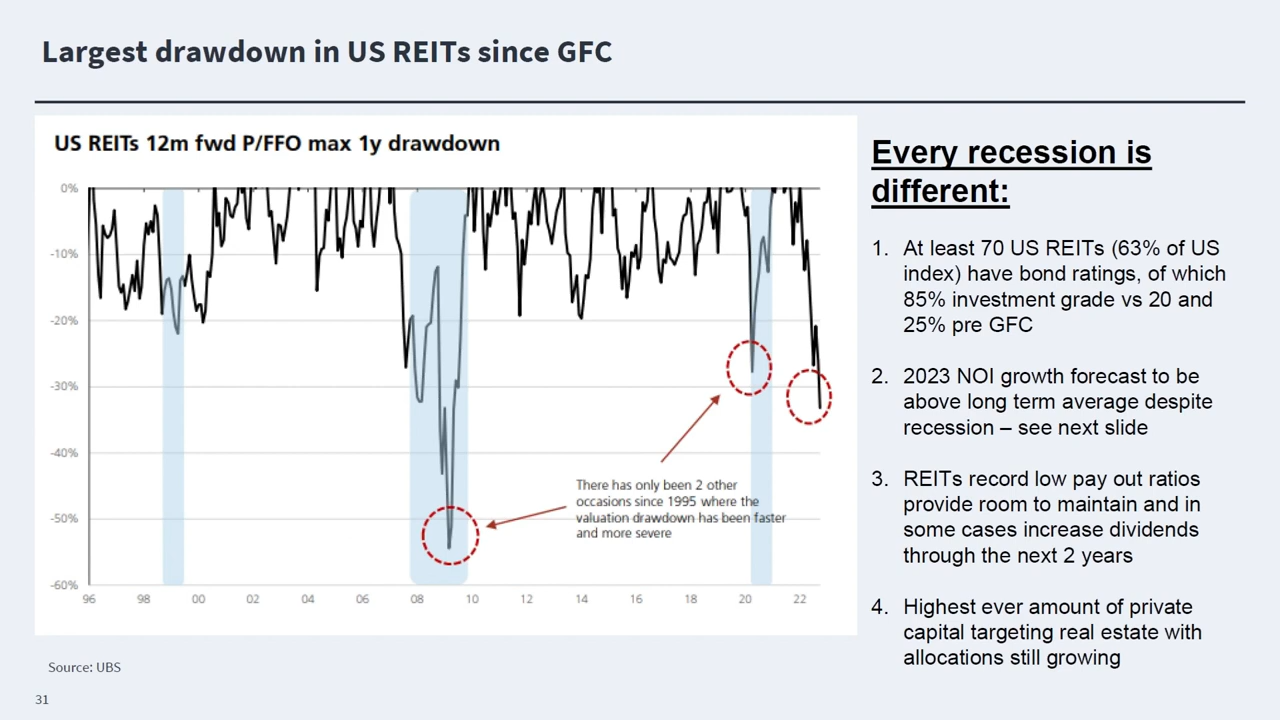 Largest drawdown in US REITs since GFC
US REITs 12m fwd P/FFO max 1y drawdown
0%
-10%
-20%
-30%
-40%
-50%
-60%
96 98 00 02 04 06 08 10 12 14 16 18 20 22
There has only been 2 other
occasions since 1995 where the
valuation drawdown has been faster
and more severe
Every recession is
different:
1. At least 70 US REITs (63% of US
index) have bond ratings, of which
85% investment grade vs 20 and
25% pre GFC
2. 2023 NOI growth forecast to be
above long term average despite
recession – see next slide
3. REITs record low pay out ratios
provide room to maintain and in
some cases increase dividends
through the next 2 years
4. Highest ever amount of private
capital targeting real estate with
allocations still growing
Source: UBS
31